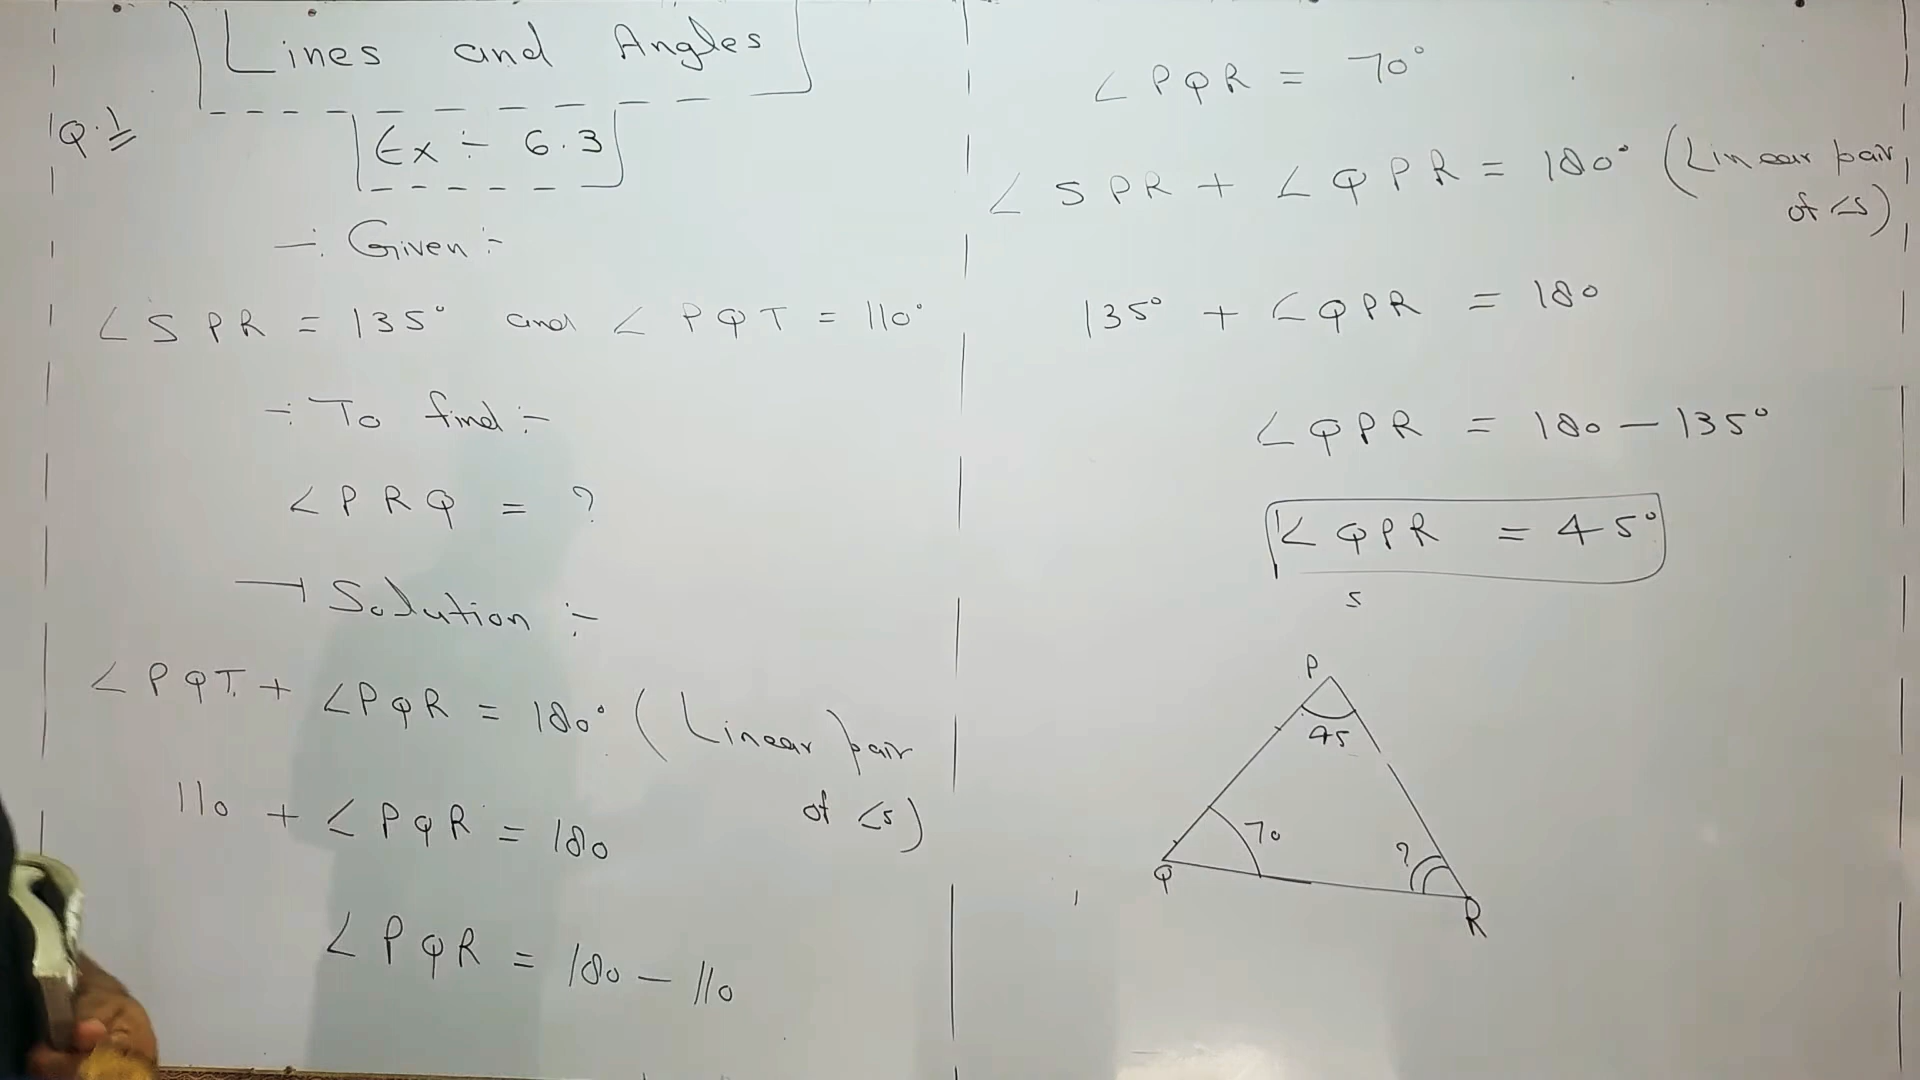 Lines and Angles
Q.1
Ex ÷ 6.3
÷ Given :-
∠SPR = 135° and ∠PQT = 110°
÷ To find :-
∠PRQ = ?
→ Solution :-
∠PQT + ∠PQR = 180° (Linear pair
of ∠s)
110 + ∠PQR = 180
∠PQR = 180 - 110
∠PQR = 70°
∠SPR + ∠QPR = 180° (Linear pair
of ∠s)
135° + ∠QPR = 180
∠QPR = 180 - 135°
∠QPR = 45°
S
P
45
70
?
Q
R